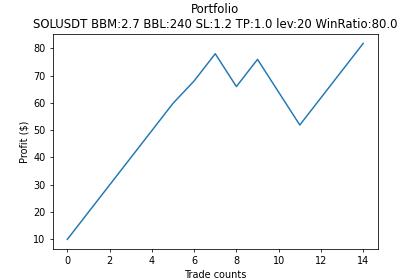 Portfolio
SOLUSDT BBM:2.7 BBL:240 SL:1.2 TP:1.0 lev:20 WinRatio:80.0
80
70
60
50
40
30
20
10
Profit ($)
0 2 4 6 8 10 12 14
Trade counts